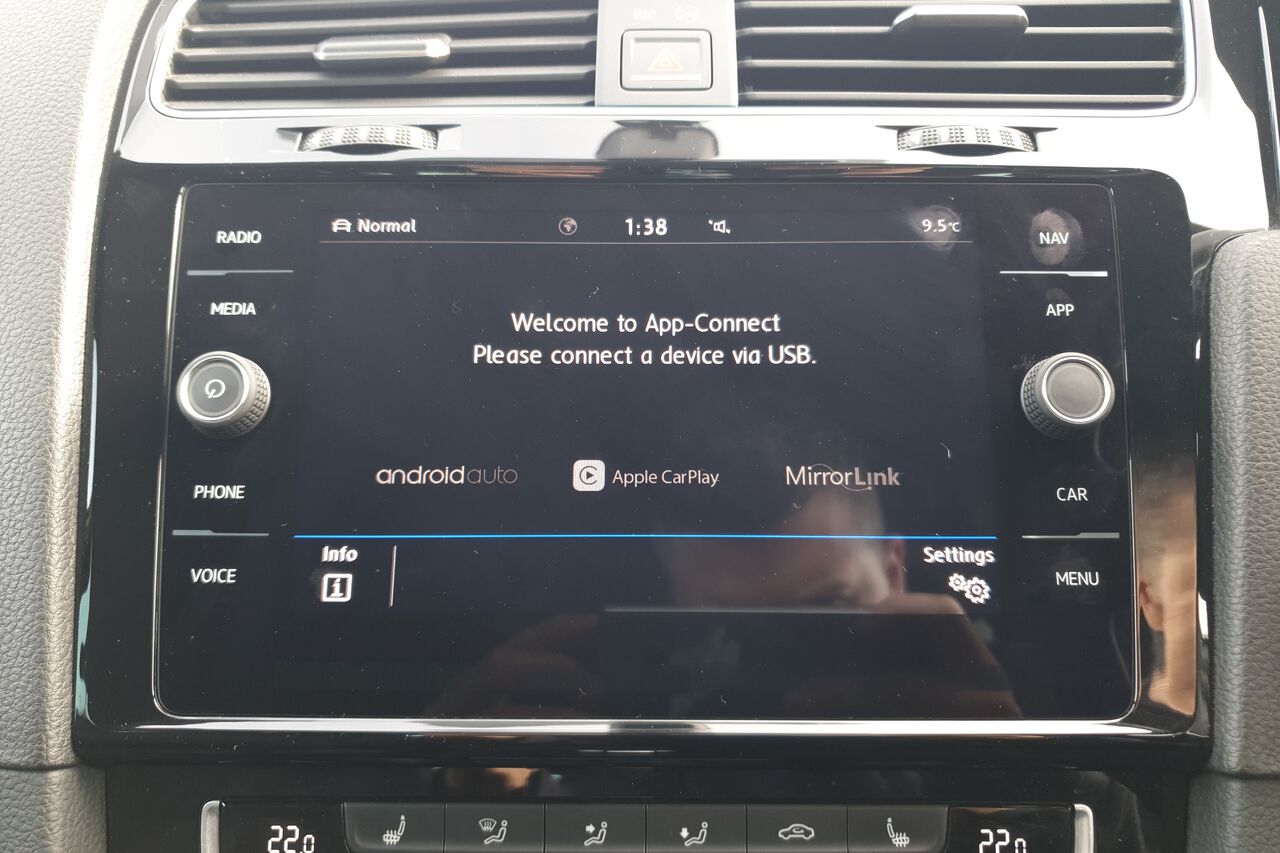 Normal 1:38 9.5°C
RADIO
NAV
MEDIA
APP
Welcome to App-Connect
Please connect a device via USB.
androidauto Apple CarPlay MirrorLink
PHONE
CAR
Info Settings
VOICE
MENU
22.0 22.0